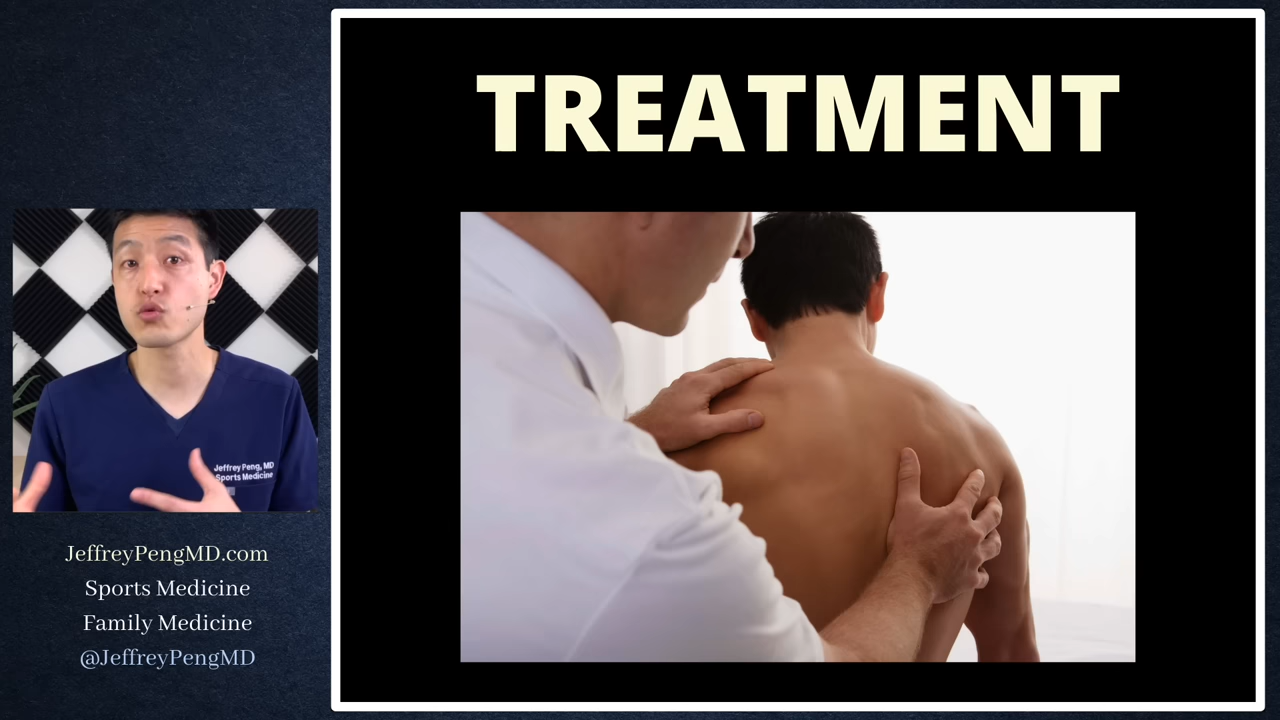 TREATMENT
Jeffrey Peng, MD
Sports Medicine
JeffreyPengMD.com
Sports Medicine
Family Medicine
@JeffreyPengMD